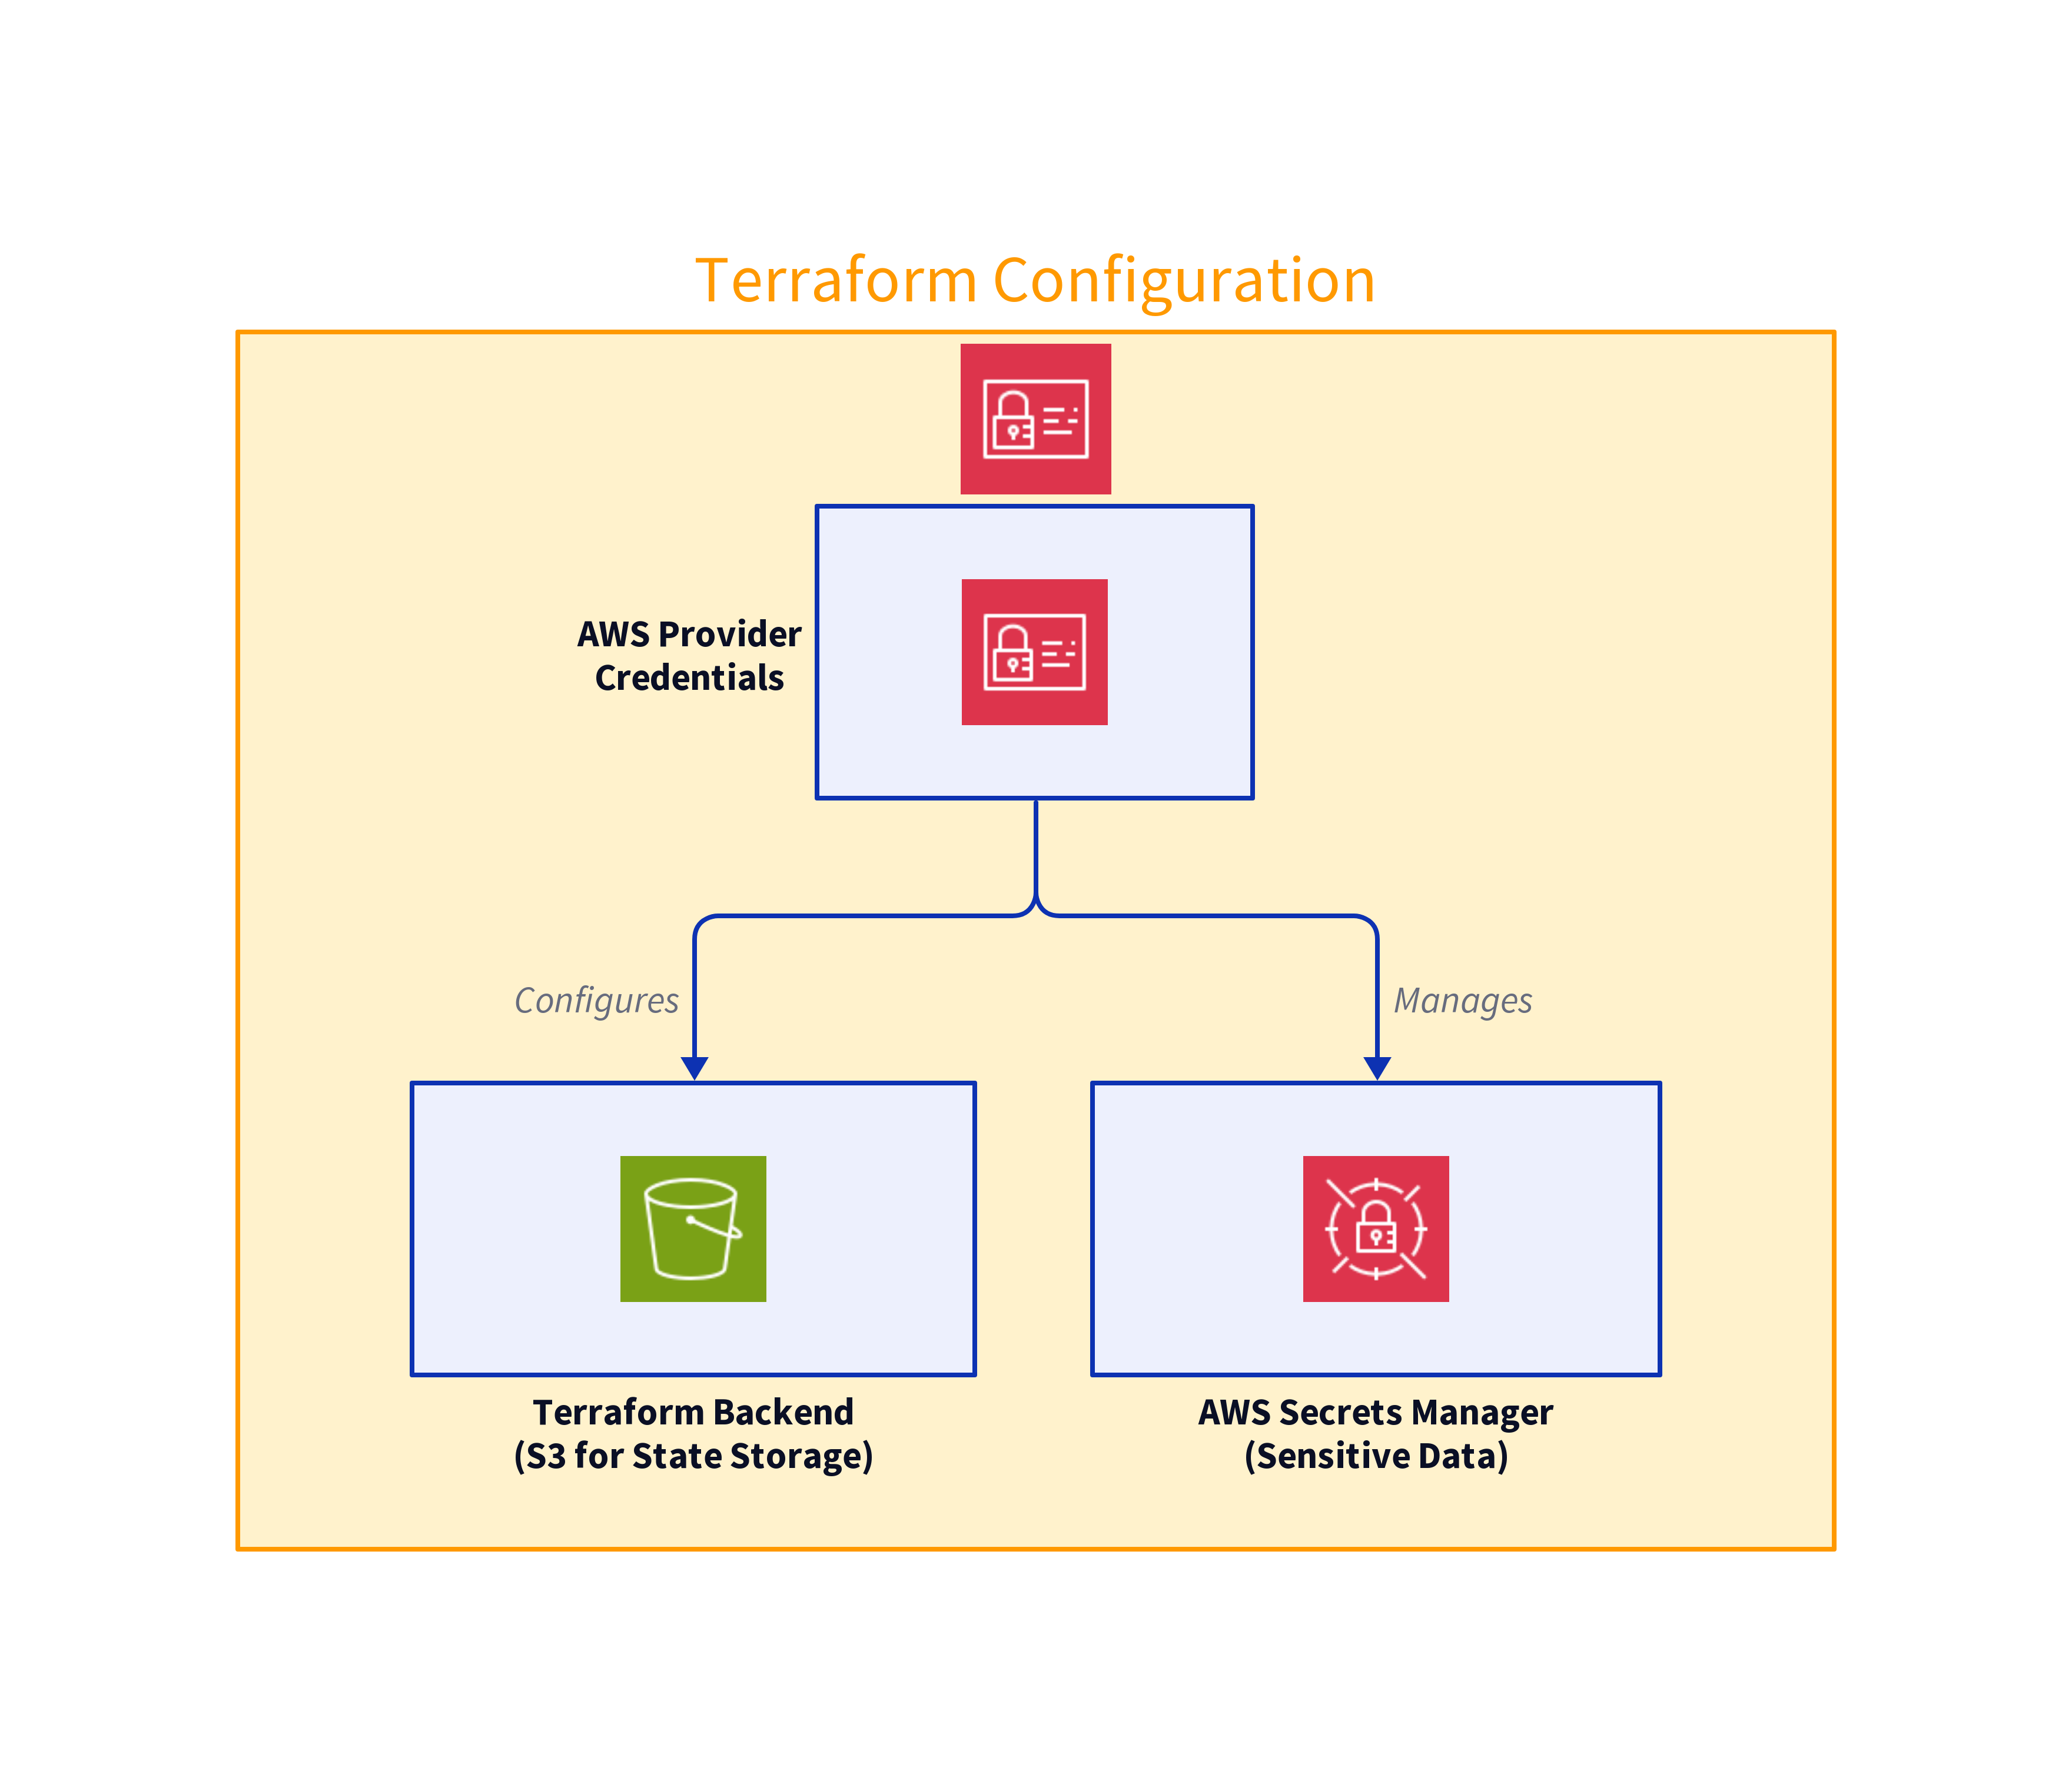 Terraform Configuration
AWS Provider
Credentials
Configures
Manages
Terraform Backend
(S3 for State Storage)
AWS Secrets Manager
(Sensitive Data)